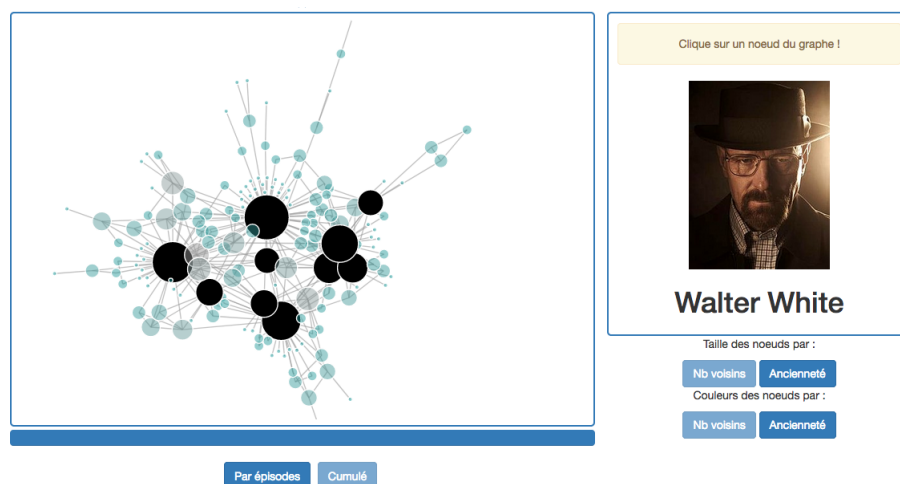 Clique sur un noeud du graphe !
Walter White
Taille des noeuds par :
Nb voisins Ancienneté
Couleurs des noeuds par :
Nb voisins Ancienneté
Par épisodes Cumulé